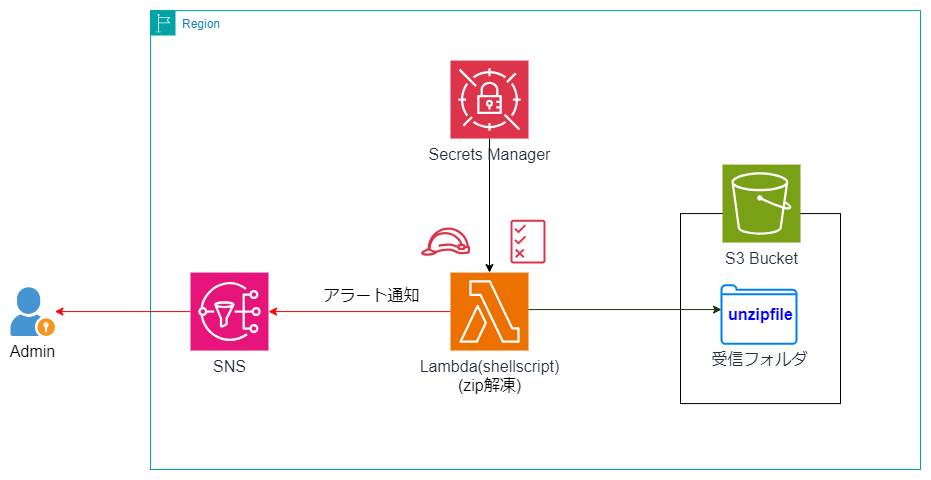 Region
Secrets Manager
S3 Bucket
アラート通知
unzipfile
受信フォルダ
Admin
SNS
Lambda(shellscript)
(zip解凍)